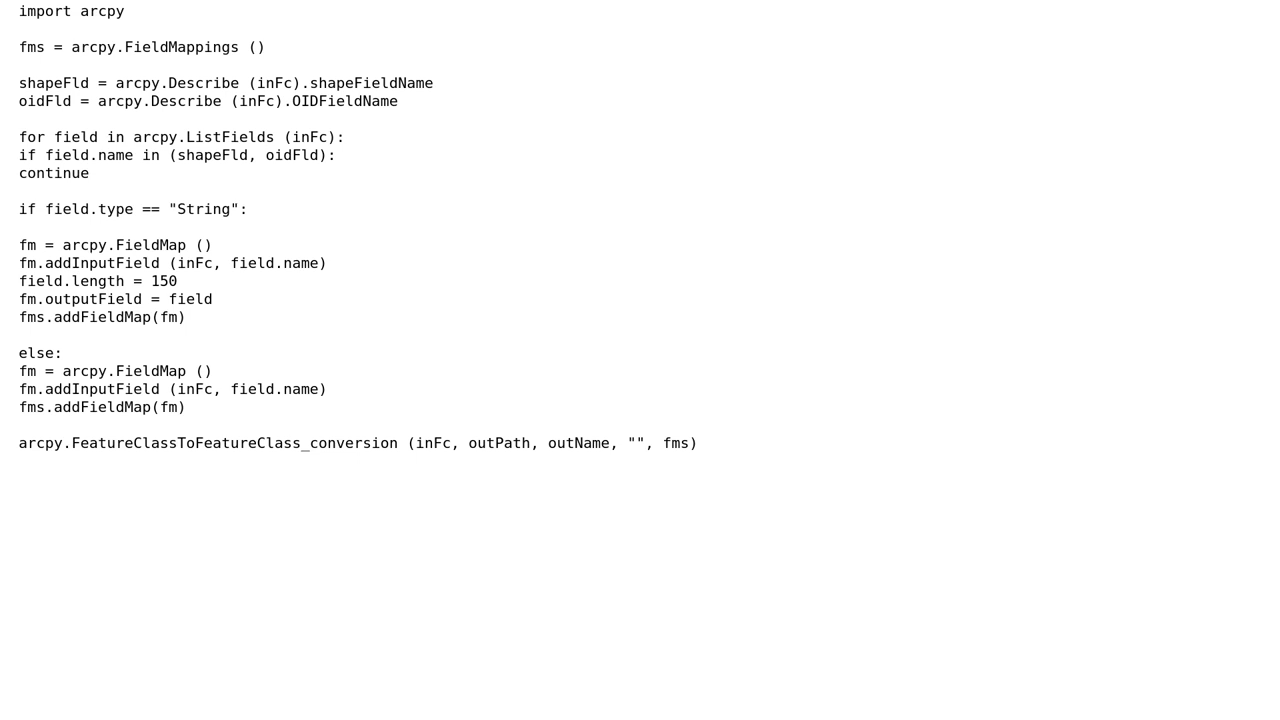 import arcpy
fms = arcpy.FieldMappings ()
shapeFld = arcpy.Describe (inFc).shapeFieldName
oidFld = arcpy.Describe (inFc).OIDFieldName
for field in arcpy.ListFields (inFc):
if field.name in (shapeFld, oidFld):
continue
if field.type == "String":
fm = arcpy.FieldMap ()
fm.addInputField (inFc, field.name)
field.length = 150
fm.outputField = field
fms.addFieldMap(fm)
else:
fm = arcpy.FieldMap ()
fm.addInputField (inFc, field.name)
fms.addFieldMap(fm)
arcpy.FeatureClassToFeatureClass_conversion (inFc, outPath, outName, "", fms)